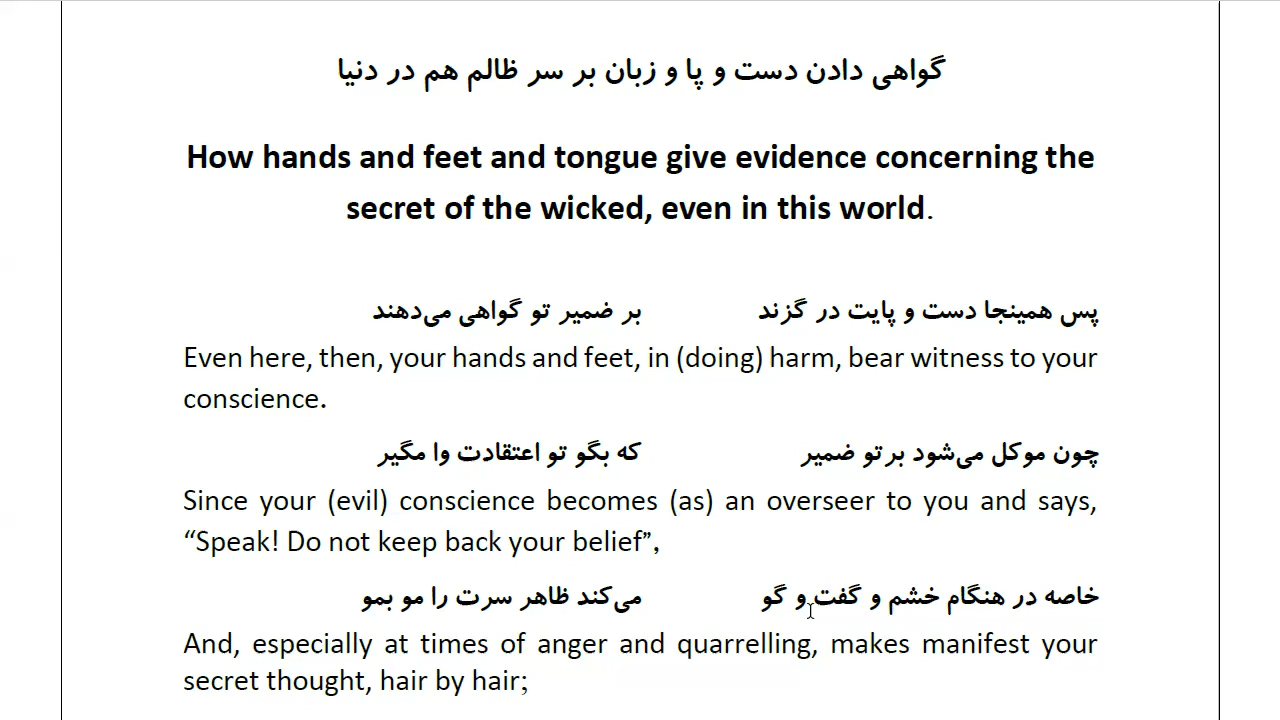 گواهی دادن دست و پا و زبان بر سر ظالم هم در دنیا
How hands and feet and tongue give evidence concerning the
secret of the wicked, even in this world.
پس همینجا دست و پایت در گزند بر ضمیر تو گواهی می‌دهند
Even here, then, your hands and feet, in (doing) harm, bear witness to your
conscience.
چون موکل می‌شود برتو ضمیر که بگو تو اعتقادت وا مگیر
Since your (evil) conscience becomes (as) an overseer to you and says,
“Speak! Do not keep back your belief”,
خاصه در هنگام خشم و گفت و گو می‌کند ظاهر سرت را مو بمو
And, especially at times of anger and quarrelling, makes manifest your
secret thought, hair by hair;